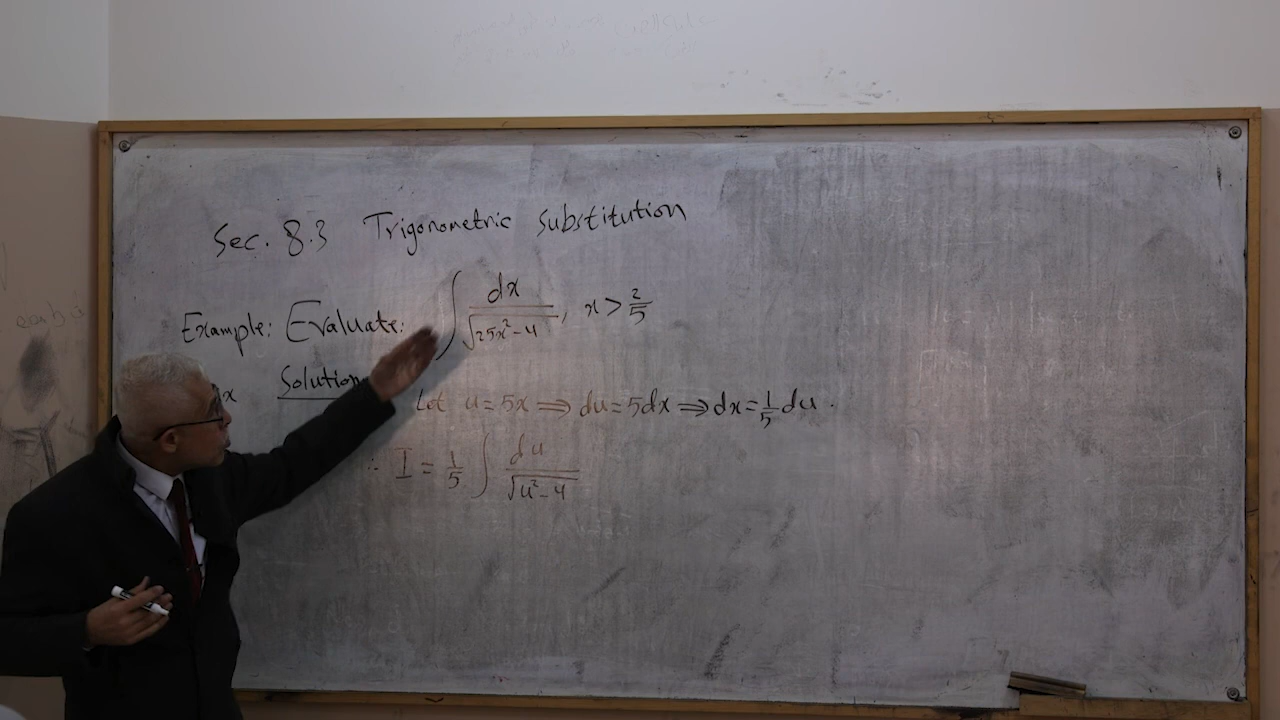 Sec. 8.3 Trigonometric Substitution
Example: Evaluate: ∫ dx / √25x² - 4, x > 2/5
Solution
Let u = 5x ⇒ du = 5dx ⇒ dx = 1/5 du.
∴ I = 1/5 ∫ du / √u² - 4